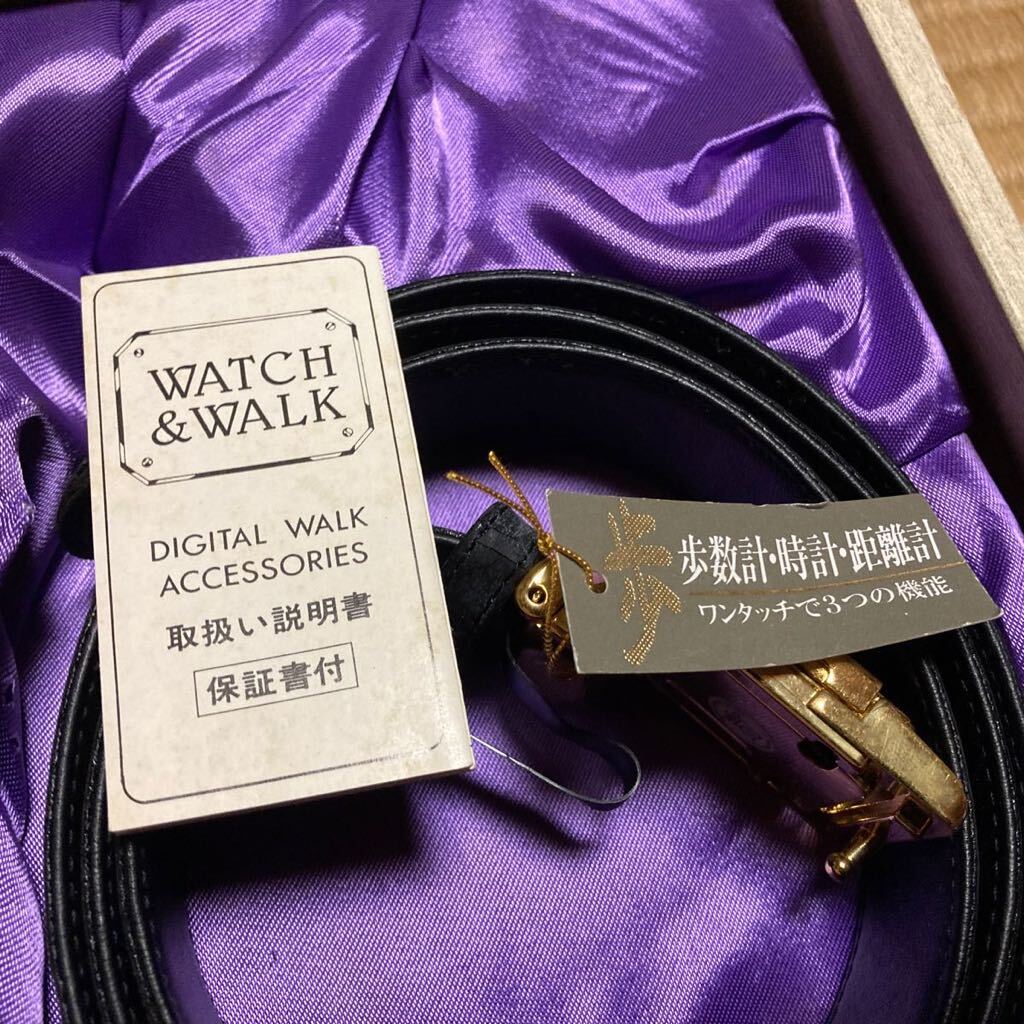 WATCH
&WALK
DIGITAL WALK
ACCESSORIES
取扱い説明書
保証書付
歩
歩数計・時計・距離計
ワンタッチで3つの機能